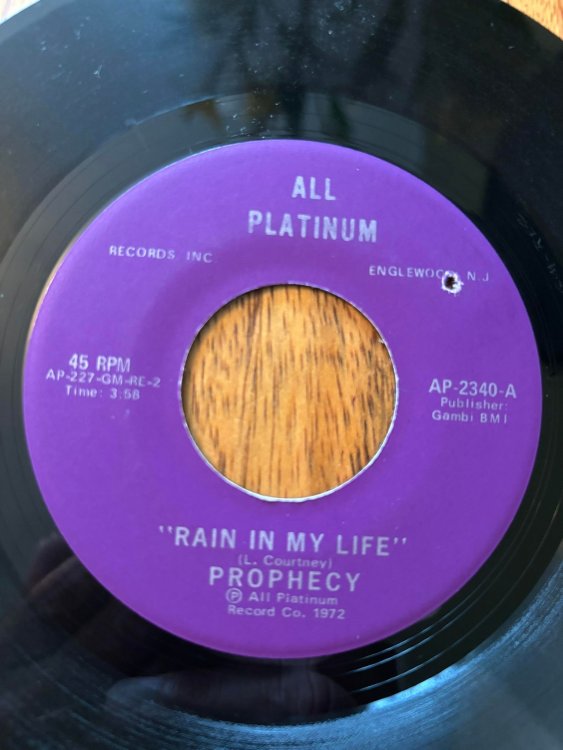 ALL
PLATINUM
RECORDS INC
ENGLEWOOD, N.J
45 RPM
AP-227-GM-RE-2
Time: 3:58
AP-2340-A
Publisher:
Gambi BMI
"RAIN IN MY LIFE"
(L. Courtney)
PROPHECY
Ⓟ All Platinum
Record Co. 1972